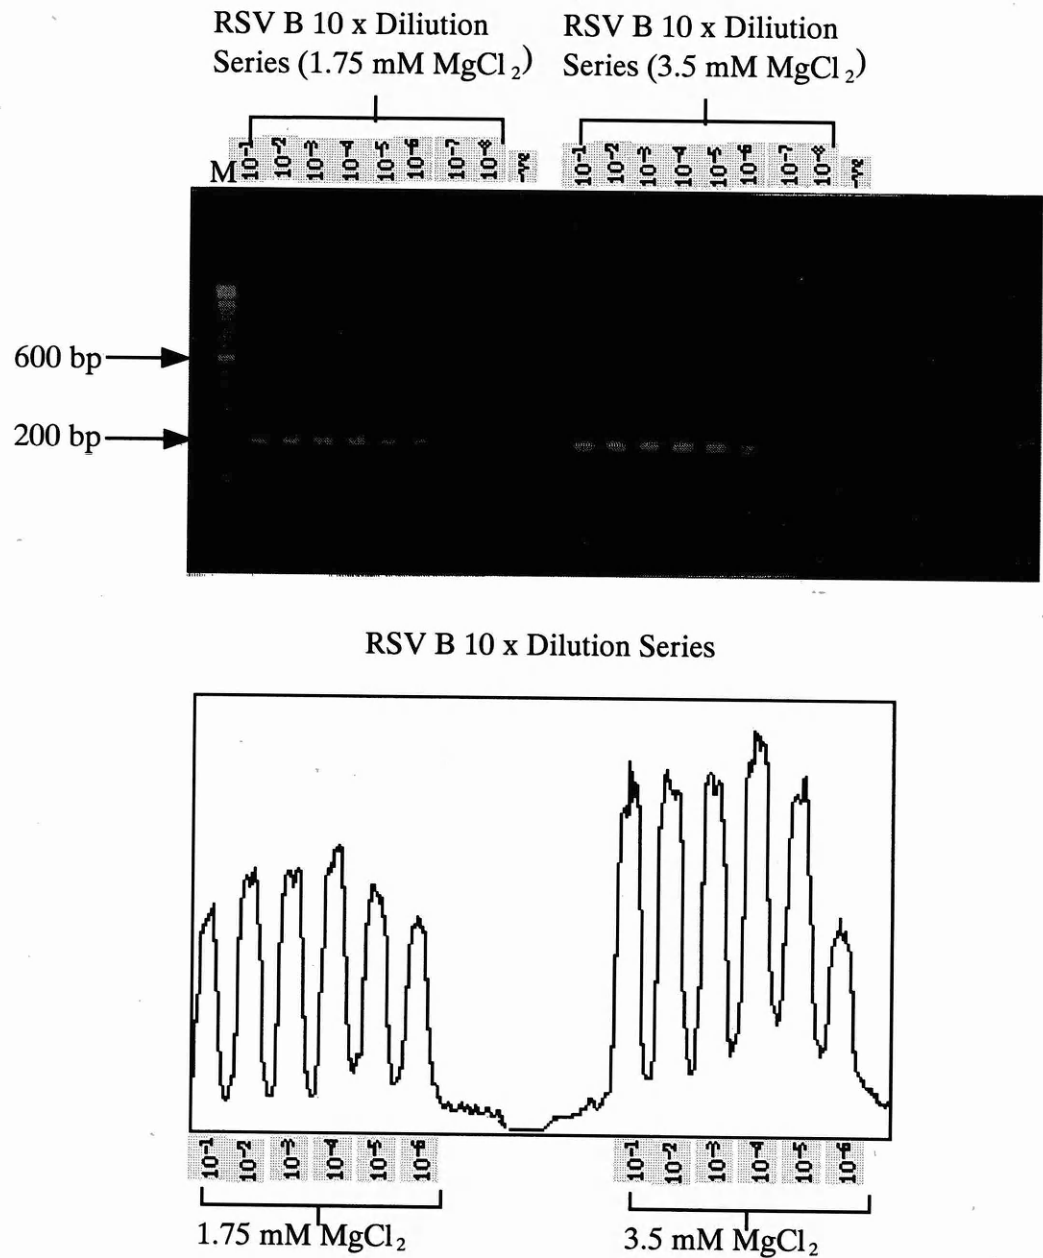 RSV B 10 x Diliution
Series (1.75 mM MgCl₂)
RSV B 10 x Dilution
Series (3.5 mM MgCl₂)
M 10⁻¹ 10⁻² 10⁻³ 10⁻⁴ 10⁻⁵ 10⁻⁶ 10⁻⁷ 10⁻⁸ -ve 10⁻¹ 10⁻² 10⁻³ 10⁻⁴ 10⁻⁵ 10⁻⁶ 10⁻⁷ 10⁻⁸ -ve
600 bp
200 bp
RSV B 10 x Dilution Series
10⁻¹ 10⁻² 10⁻³ 10⁻⁴ 10⁻⁵ 10⁻⁶ 10⁻¹ 10⁻² 10⁻³ 10⁻⁴ 10⁻⁵ 10⁻⁶
1.75 mM MgCl₂
3.5 mM MgCl₂